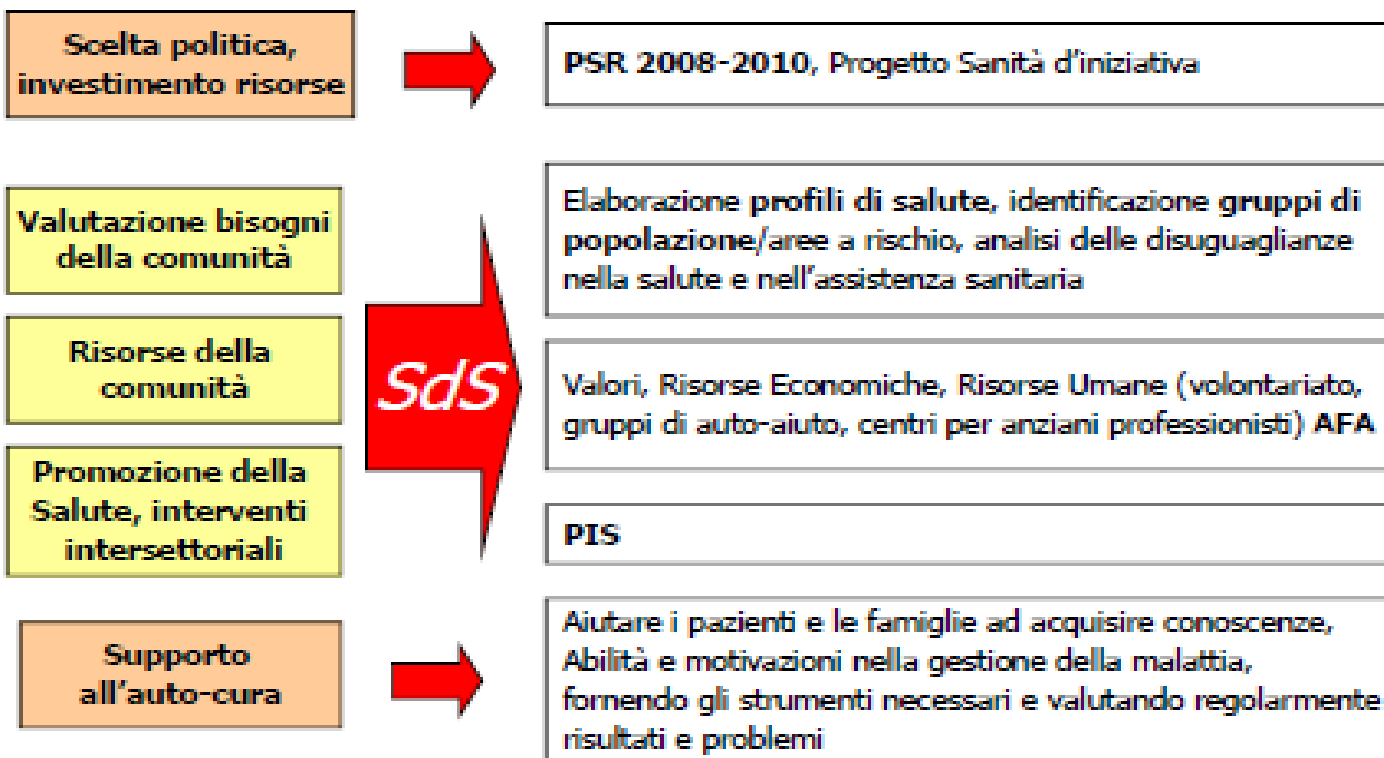 Scelta politica,
investimento risorse
PSR 2008-2010, Progetto Sanità d'iniziativa
Valutazione bisogni
della comunità
Elaborazione profili di salute, identificazione gruppi di
popolazione/aree a rischio, analisi delle disuguaglianze
nella salute e nell'assistenza sanitaria
Risorse della
comunità
SdS
Valori, Risorse Economiche, Risorse Umane (volontariato,
gruppi di auto-aiuto, centri per anziani professionisti) AFA
Promozione della
Salute, interventi
intersettoriali
PIS
Supporto
all'auto-cura
Aiutare i pazienti e le famiglie ad acquisire conoscenze,
Abilità e motivazioni nella gestione della malattia,
fornendo gli strumenti necessari e valutando regolarmente
risultati e problemi